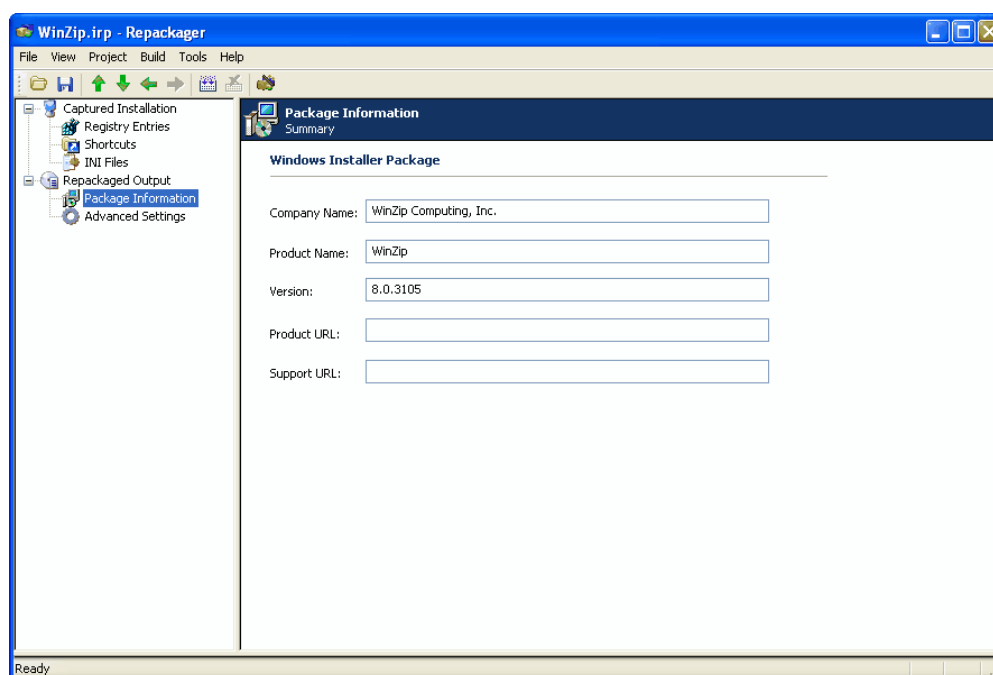 WinZip.irp - Repackager
File View Project Build Tools Help
Captured Installation
Registry Entries
Shortcuts
INI Files
Repackaged Output
Package Information
Advanced Settings
Package Information
Summary
Windows Installer Package
Company Name: WinZip Computing, Inc.
Product Name: WinZip
Version: 8.0.3105
Product URL:
Support URL:
Ready